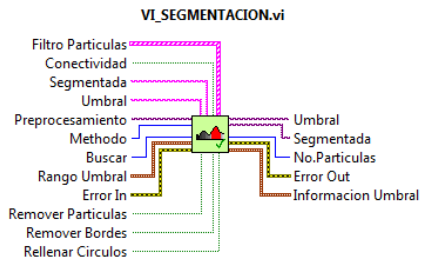 VI_SEGMENTACION.vi
Filtro Particulas
Conectividad
Segmentada
Umbral
Preprocesamiento
Methodo
Buscar
Rango Umbral
Error In
Remover Particulas
Remover Bordes
Rellenar Circulos
Umbral
Segmentada
No.Particulas
Error Out
Informacion Umbral